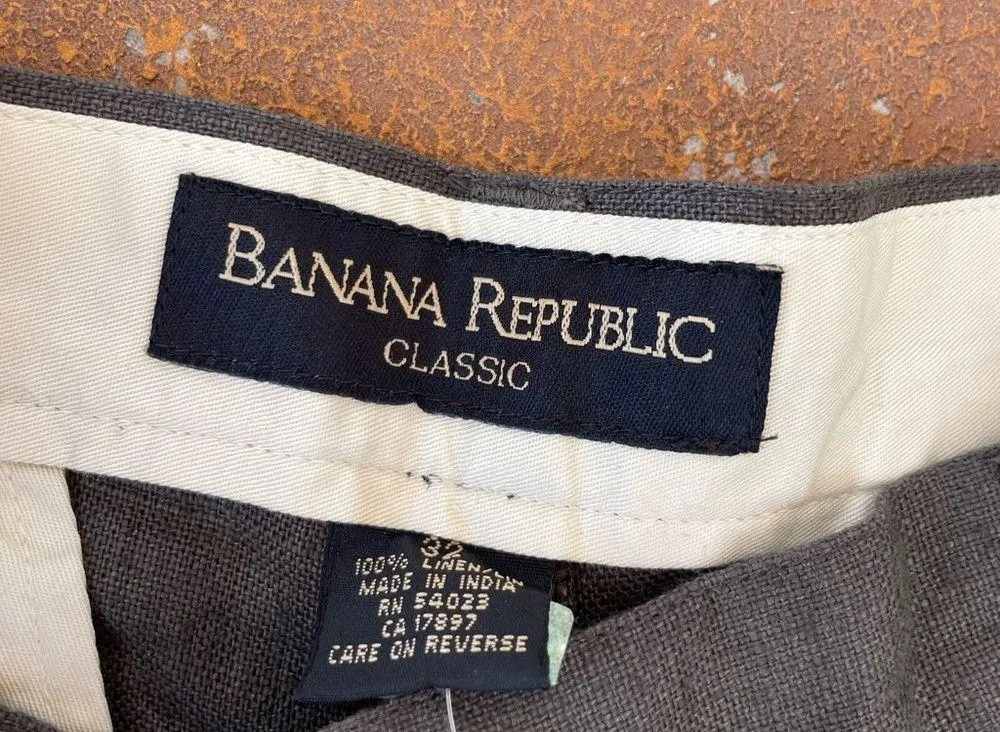 BANANA REPUBLIC
CLASSIC
32
100% LINEN
MADE IN INDIA
RN 54023
CA 17897
CARE ON REVERSE